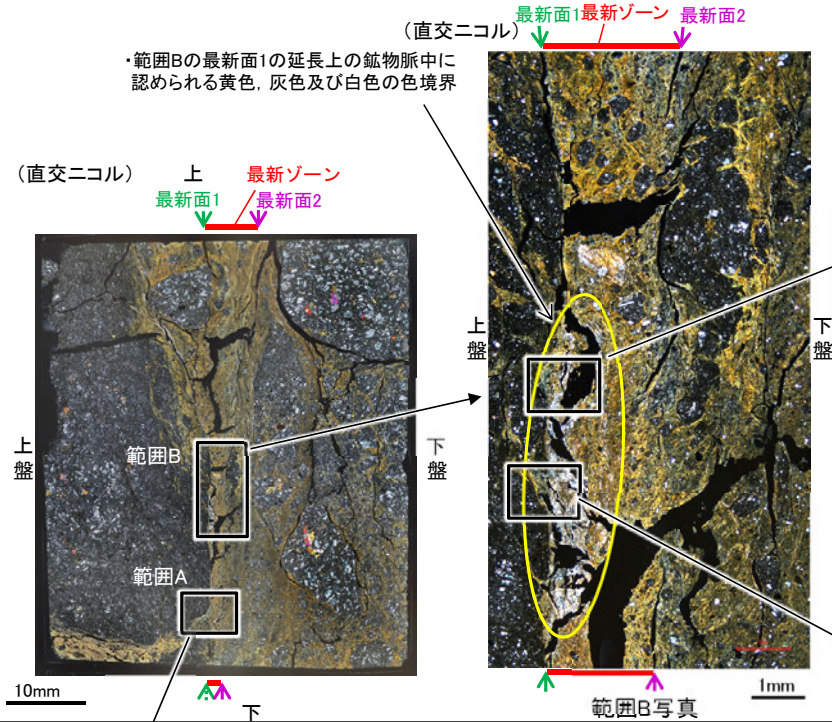 （直交ニコル）
最新面1
最新ゾーン
最新面2
・範囲Bの最新面1の延長上の鉱物脈中に
認められる黄色，灰色及び白色の色境界
（直交ニコル）
上
最新ゾーン
最新面1
最新面2
上盤
下盤
上盤
下盤
範囲B
範囲A
10mm
下
範囲B写真
1mm